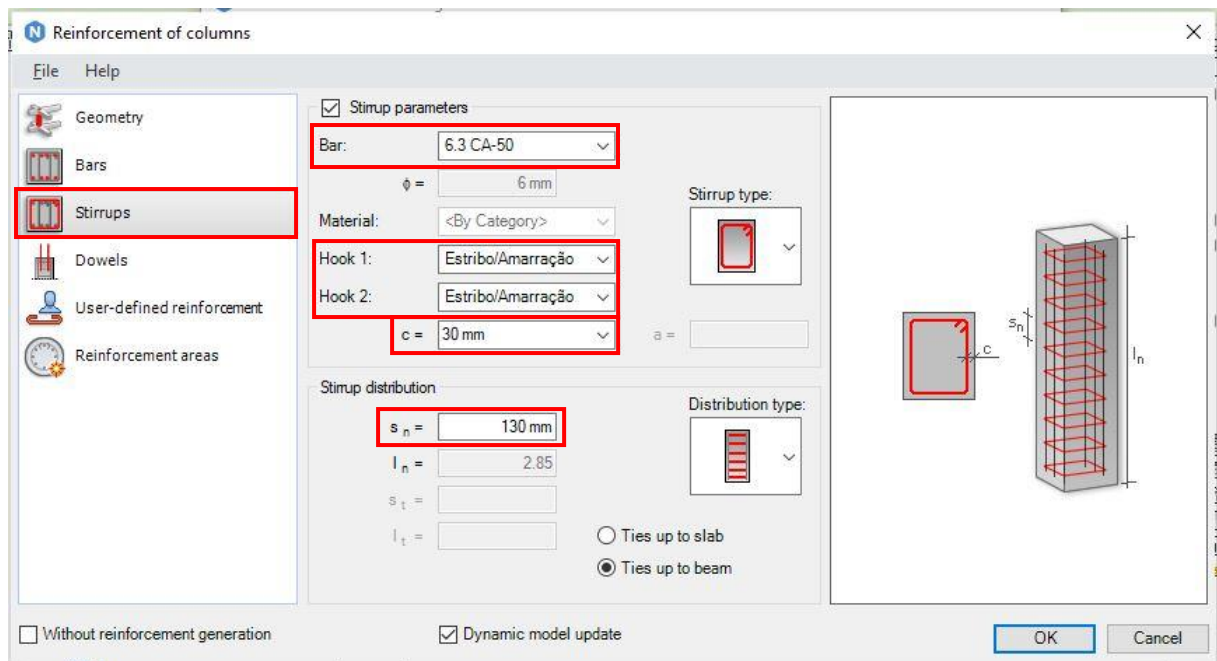 Reinforcement of columns
File Help
Geometry
Bars
Stirrups
Dowels
User-defined reinforcement
Reinforcement areas
Stirrup parameters
Bar: 6.3 CA-50
ϕ = 6 mm
Material: <By Category>
Hook 1: Estribo/Amarração
Hook 2: Estribo/Amarração
c = 30 mm
a =
Stirrup type:
Stirrup distribution
s n = 130 mm
l n = 2.85
s t =
l t =
Distribution type:
Ties up to slab
Ties up to beam
c
sn
ln
Without reinforcement generation
Dynamic model update
OK Cancel